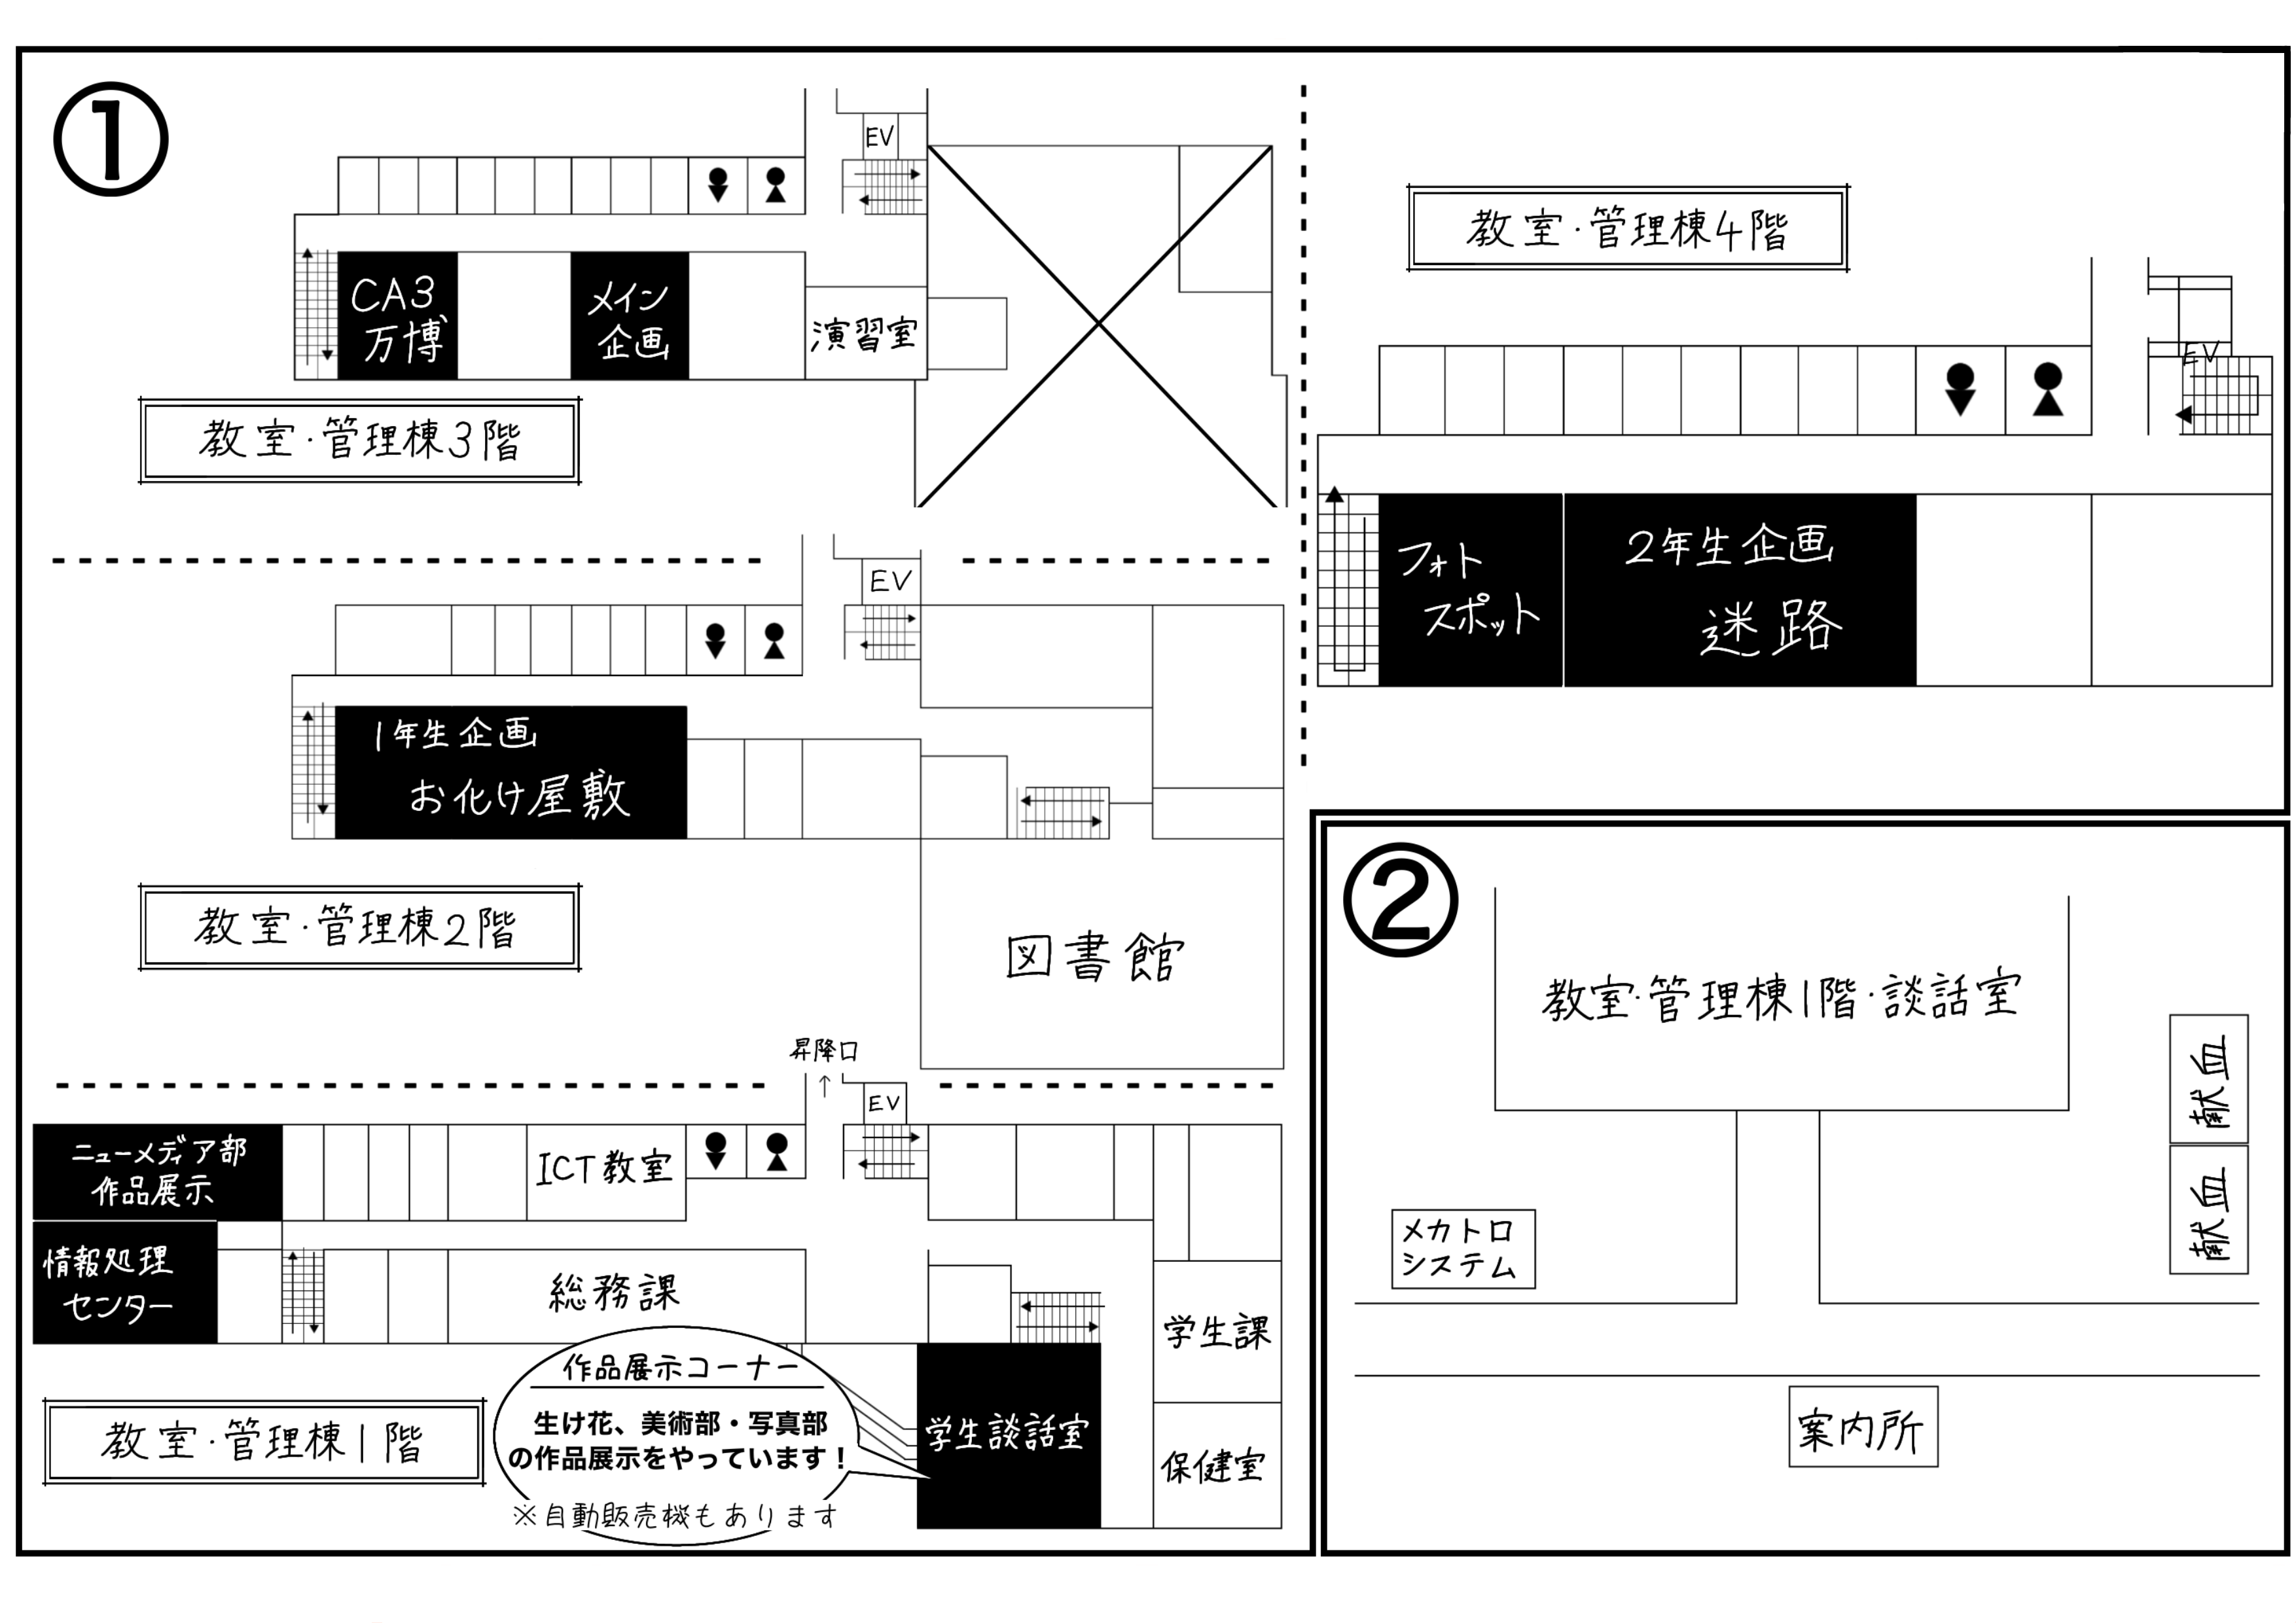 ①
EV
CA3
万博
メイン
企画
演習室
教室・管理棟3階
教室・管理棟4階
EV
フォト
スポット
2年生企画
迷路
EV
1年生企画
お化け屋敷
教室・管理棟2階
図書館
昇降口
↑
EV
ニューメディア部
作品展示
ICT教室
情報処理
センター
総務課
学生課
作品展示コーナー
生け花、美術部・写真部
の作品展示をやっています！
※自動販売機もあります
学生談話室
保健室
教室・管理棟1階
②
教室・管理棟1階・談話室
献血
献血
メカトロ
システム
案内所